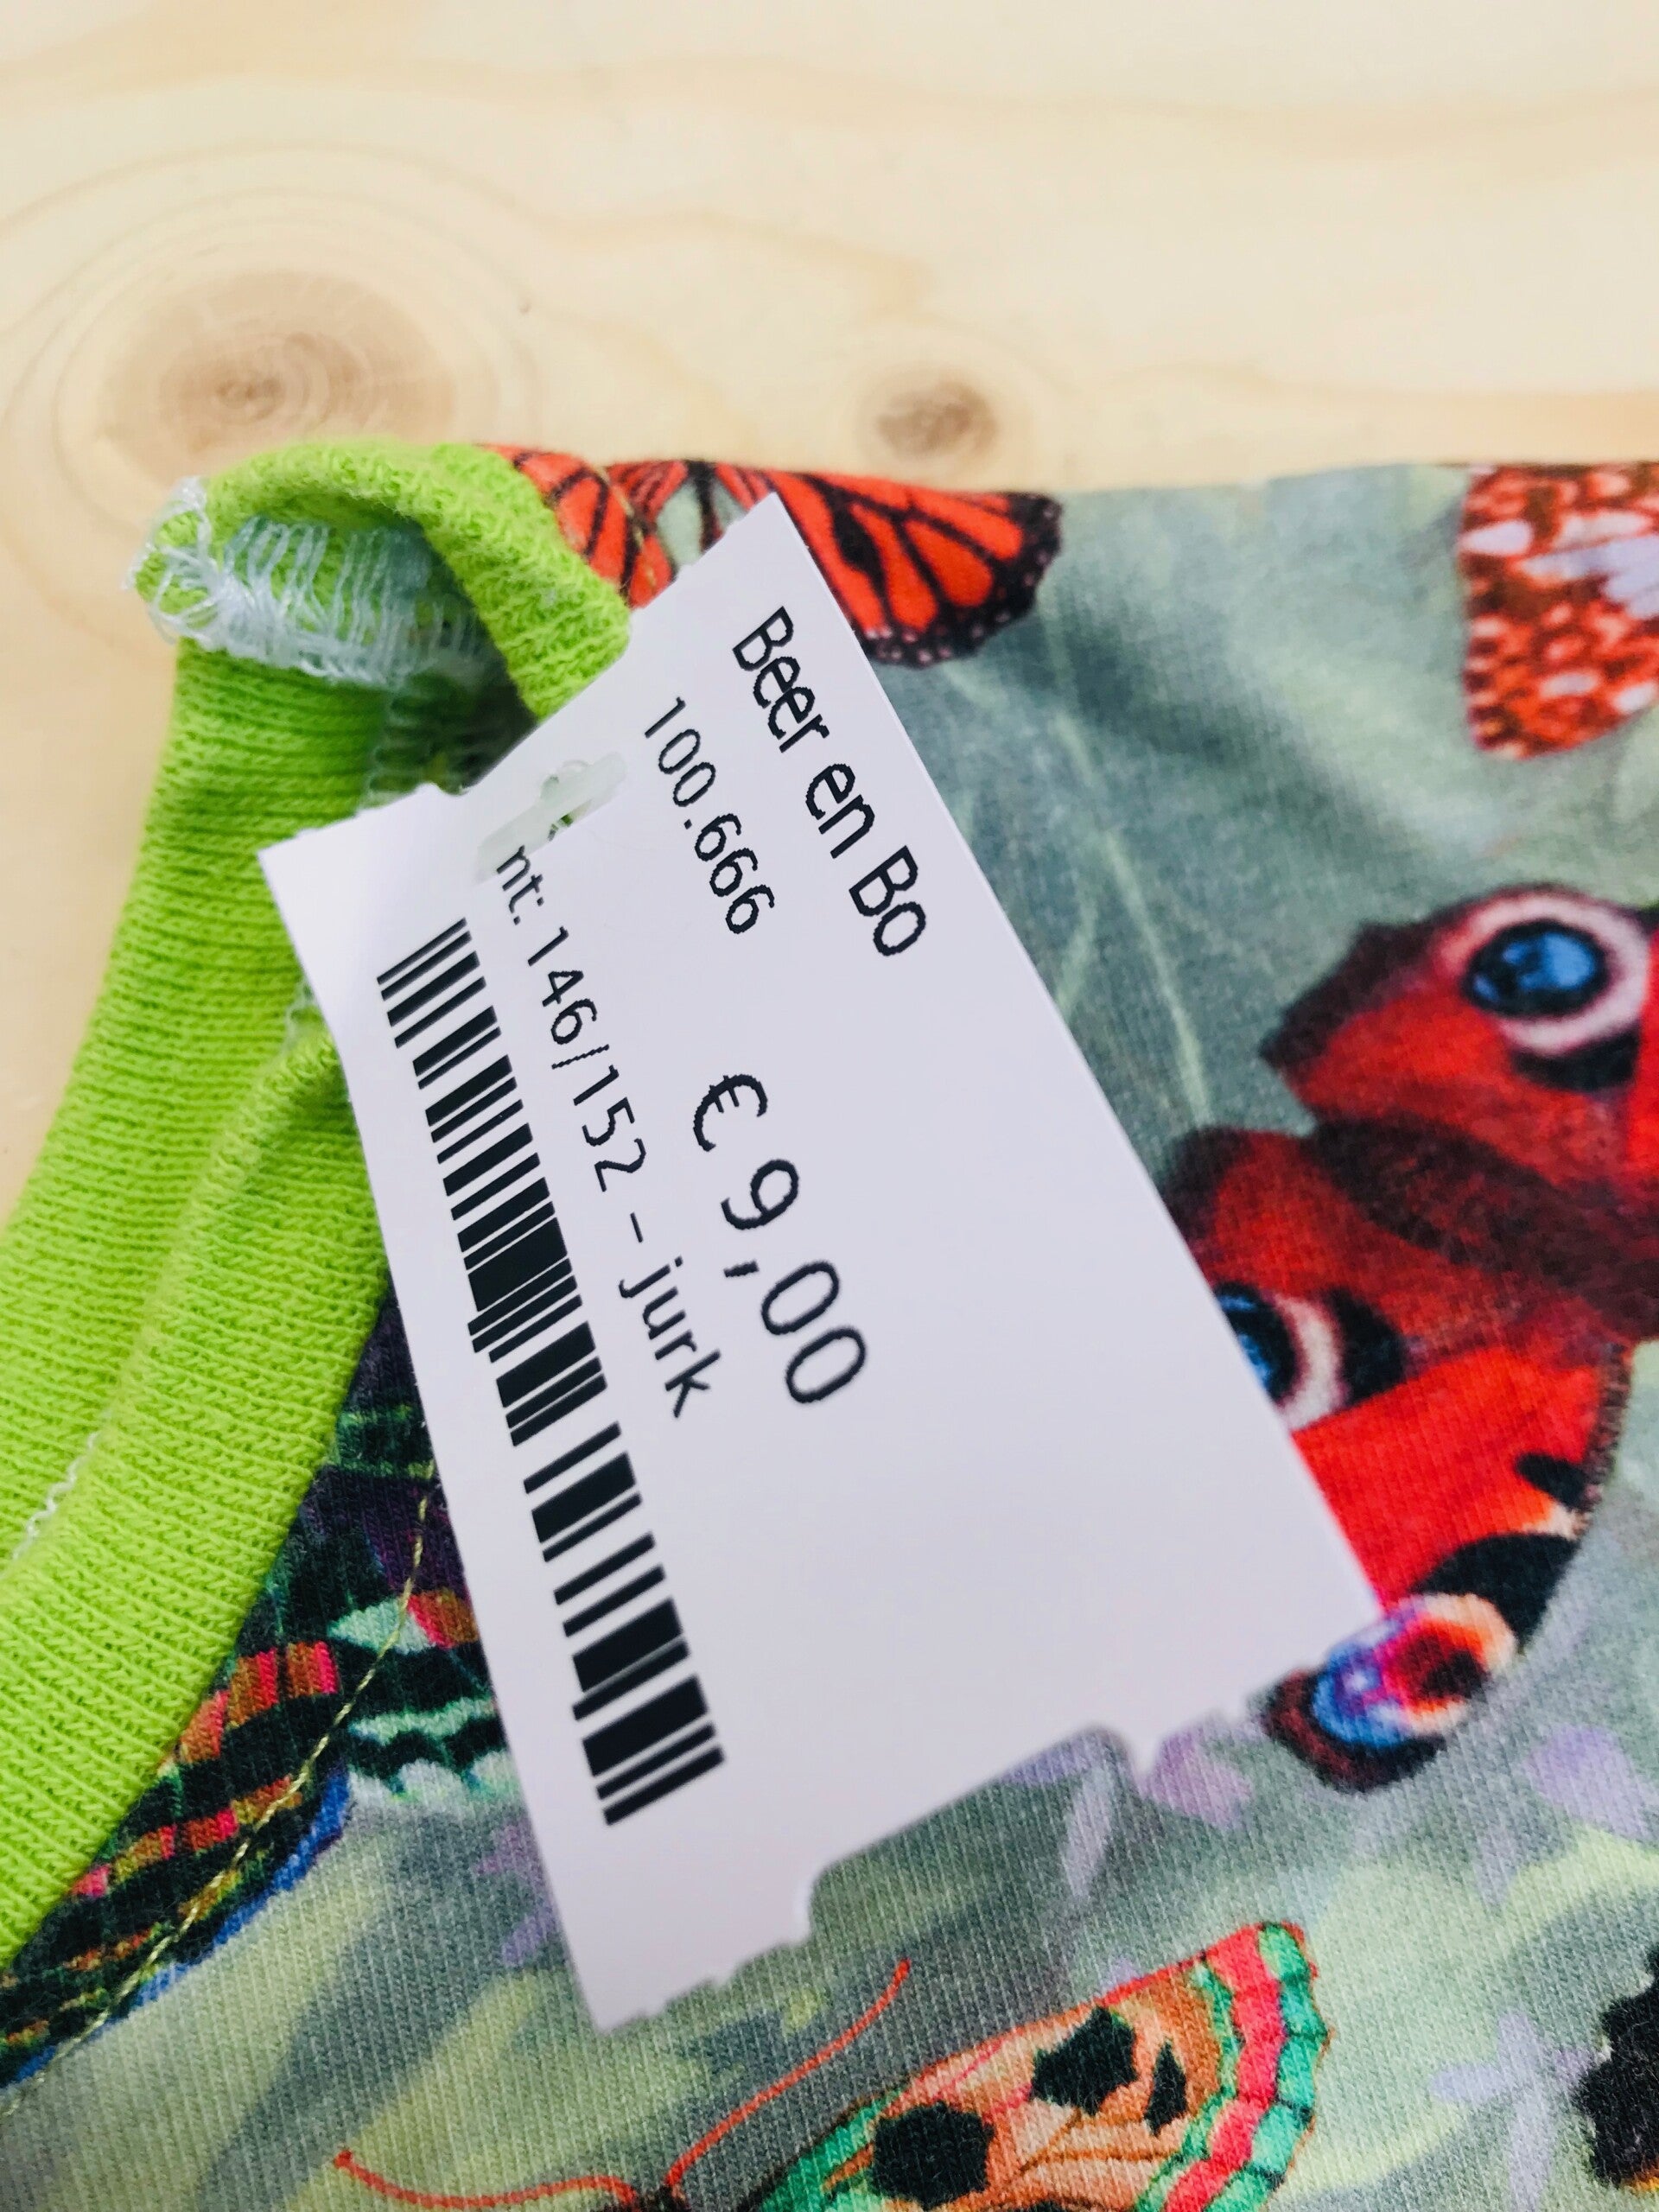 Beer en Bo
100.666
€ 9,00
nt: 146/152 - jurk